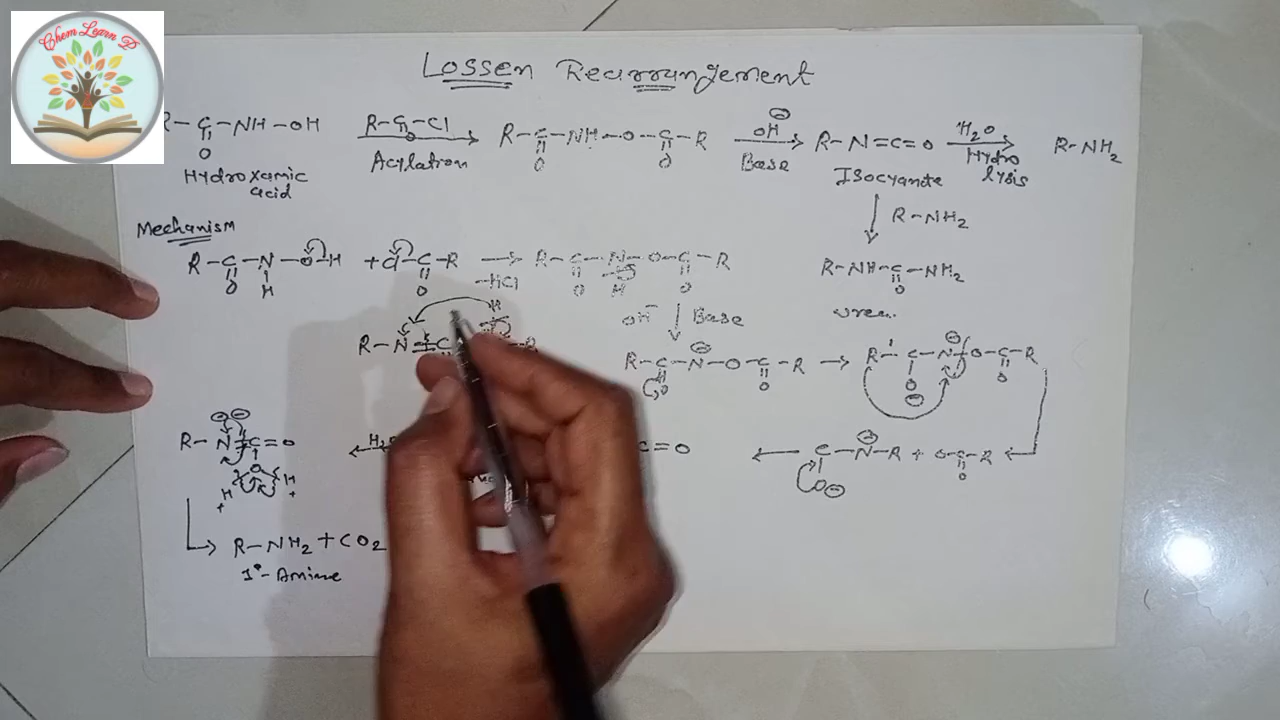 Chem Learn P
Lossen Rearrangement
R-C-NH-OH R-C-Cl R-C-NH-O-C-R OH R-N=C=O H2O R-NH2
O O O O
Hydroxamic acid Acylation Base Isocyante Hydrolysis
R-NH2
Mechanism
R-C-N-O-H + Cl-C-R → R-C-N-O-C-R R-NH-C-NH2
O H O -HCl O H O O
OH- Base urea
R-N=C
R-C-N-O-C-R → R-C-N-O-C-R
O O O O
R-N-C=O C=O C-N-R + O-C-R
H O H O O
R-NH2 + CO2
1°-Amine